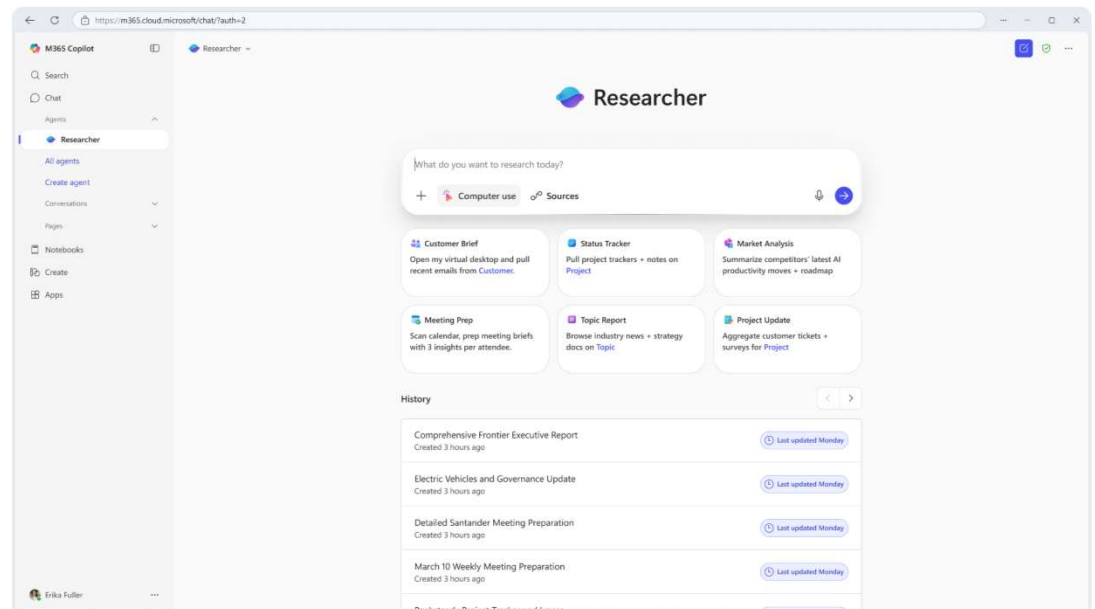 https://m365.cloud.microsoft/chat/?auth=2
M365 Copilot
Search
Chat
Agents
Researcher
All agents
Create agent
Conversations
Pages
Notebooks
Create
Apps
Erika Fuller
Researcher
Researcher
What do you want to research today?
Computer use
Sources
Customer Brief
Open my virtual desktop and pull
recent emails from Customer.
Status Tracker
Pull project trackers + notes on
Project
Market Analysis
Summarize competitors' latest AI
productivity moves + roadmap
Meeting Prep
Scan calendar, prep meeting briefs
with 3 insights per attendee.
Topic Report
Browse industry news + strategy
docs on Topic
Project Update
Aggregate customer tickets +
surveys for Project
History
Comprehensive Frontier Executive Report
Created 3 hours ago
Last updated Monday
Electric Vehicles and Governance Update
Created 3 hours ago
Last updated Monday
Detailed Santander Meeting Preparation
Created 3 hours ago
Last updated Monday
March 10 Weekly Meeting Preparation
Created 3 hours ago
Last updated Monday